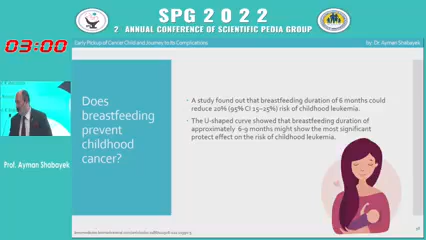 SPG 2022
2 ANNUAL CONFERENCE OF SCIENTIFIC PEDIA GROUP
03:00
Early Pickup of Cancer Child and Journey to Its Complications
by: Dr. Ayman Shabayek
Does
breastfeeding
prevent
childhood
cancer?
• A study found out that breastfeeding duration of 6 months could
reduce 20% (95% CI 15–25%) risk of childhood leukemia.
• The U-shaped curve showed that breastfeeding duration of
approximately 6-9 months might show the most significant
protect effect on the risk of childhood leukemia.
Prof. Ayman Shabayek